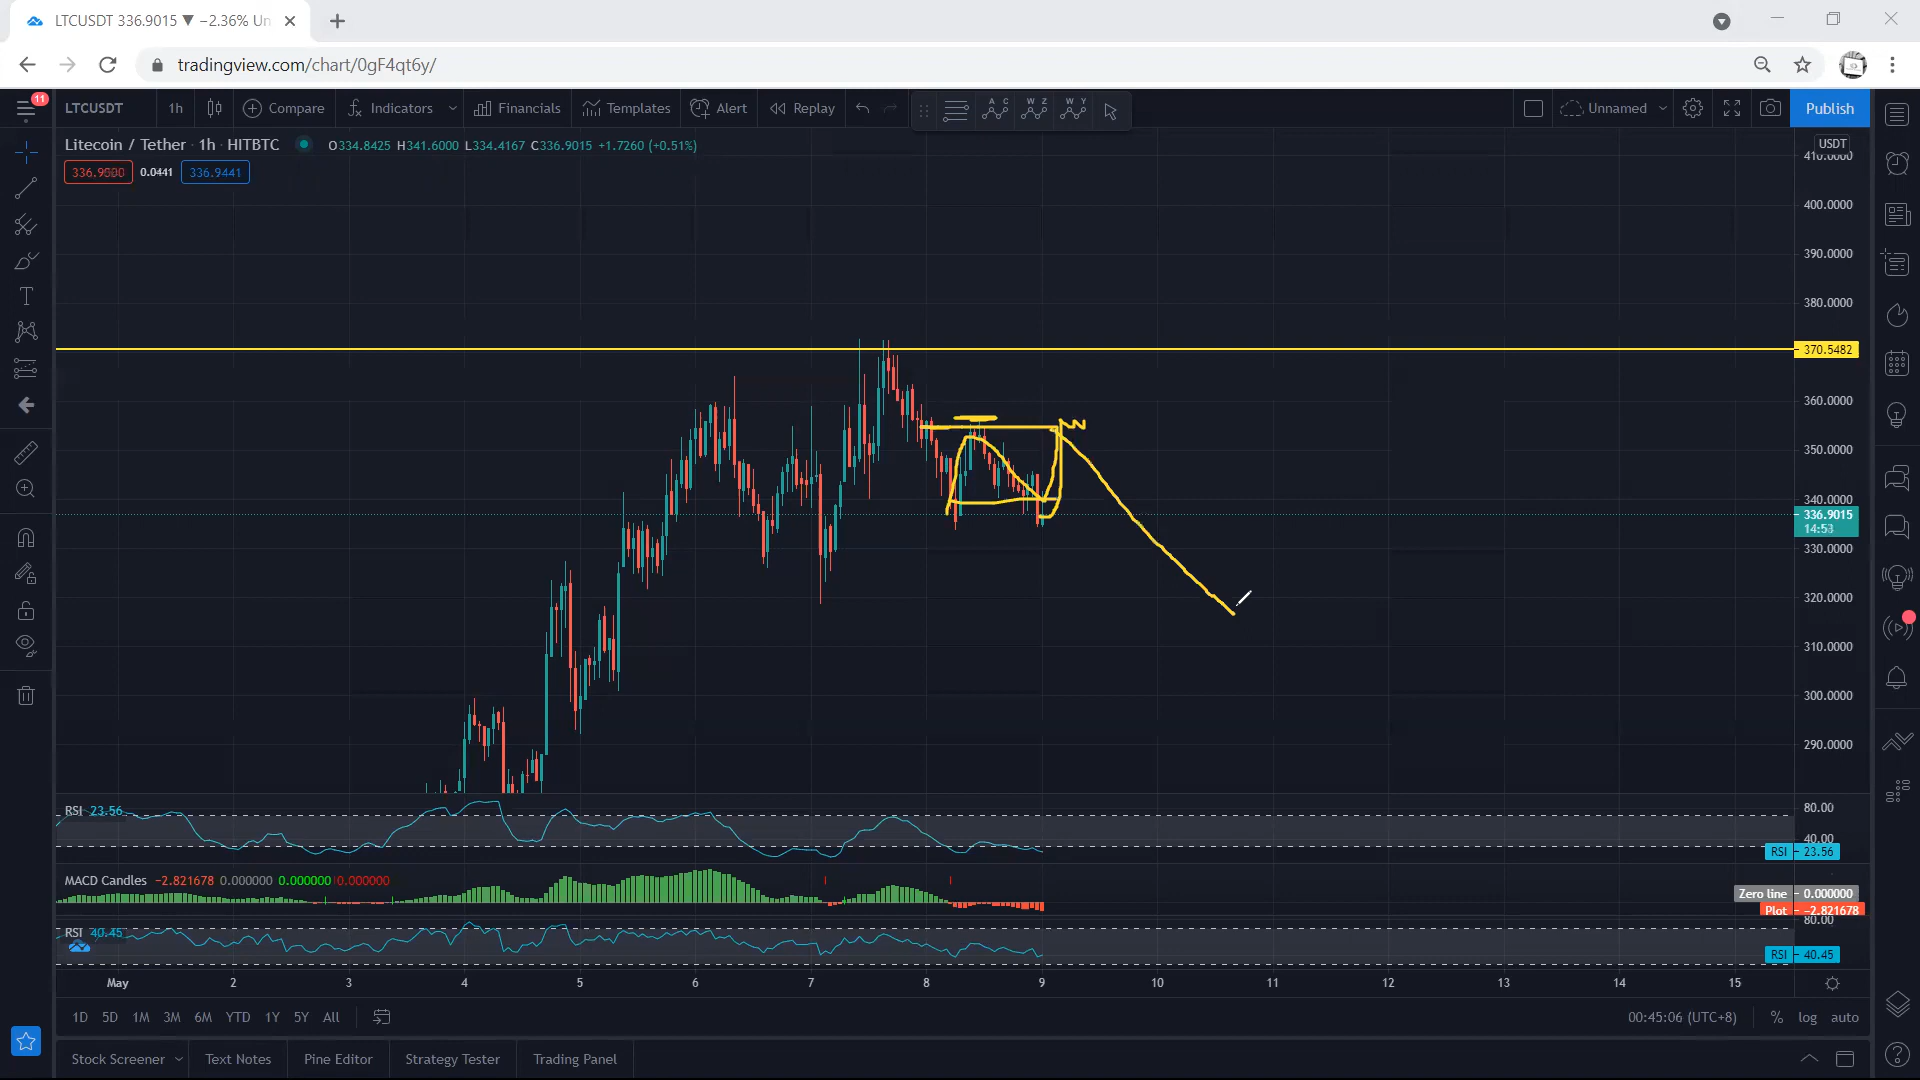 LTCUSDT 336.9015 ▼ −2.36% Un
tradingview.com/chart/0gF4qt6y/
11
LTCUSDT 1h Compare Indicators Financials Templates Alert Replay A C W Z W Y Unnamed Publish
Litecoin / Tether · 1h · HITBTC O334.8425 H341.6000 L334.4167 C336.9015 +1.7260 (+0.51%)
USDT
410.0000
0.0441 336.9441
400.0000
390.0000
380.0000
370.5482
360.0000
350.0000
340.0000
336.9015
14:53
330.0000
320.0000
310.0000
300.0000
290.0000
RSI 23.56
80.00
40.00
RSI 23.56
MACD Candles −2.821678 0.000000 0.000000 0.000000
Zero line 0.000000
Plot −2.821678
80.00
RSI 40.45
RSI 40.45
May 2 3 4 5 6 7 8 9 10 11 12 13 14 15
1D 5D 1M 3M 6M YTD 1Y 5Y All 00:45:06 (UTC+8) % log auto
Stock Screener Text Notes Pine Editor Strategy Tester Trading Panel